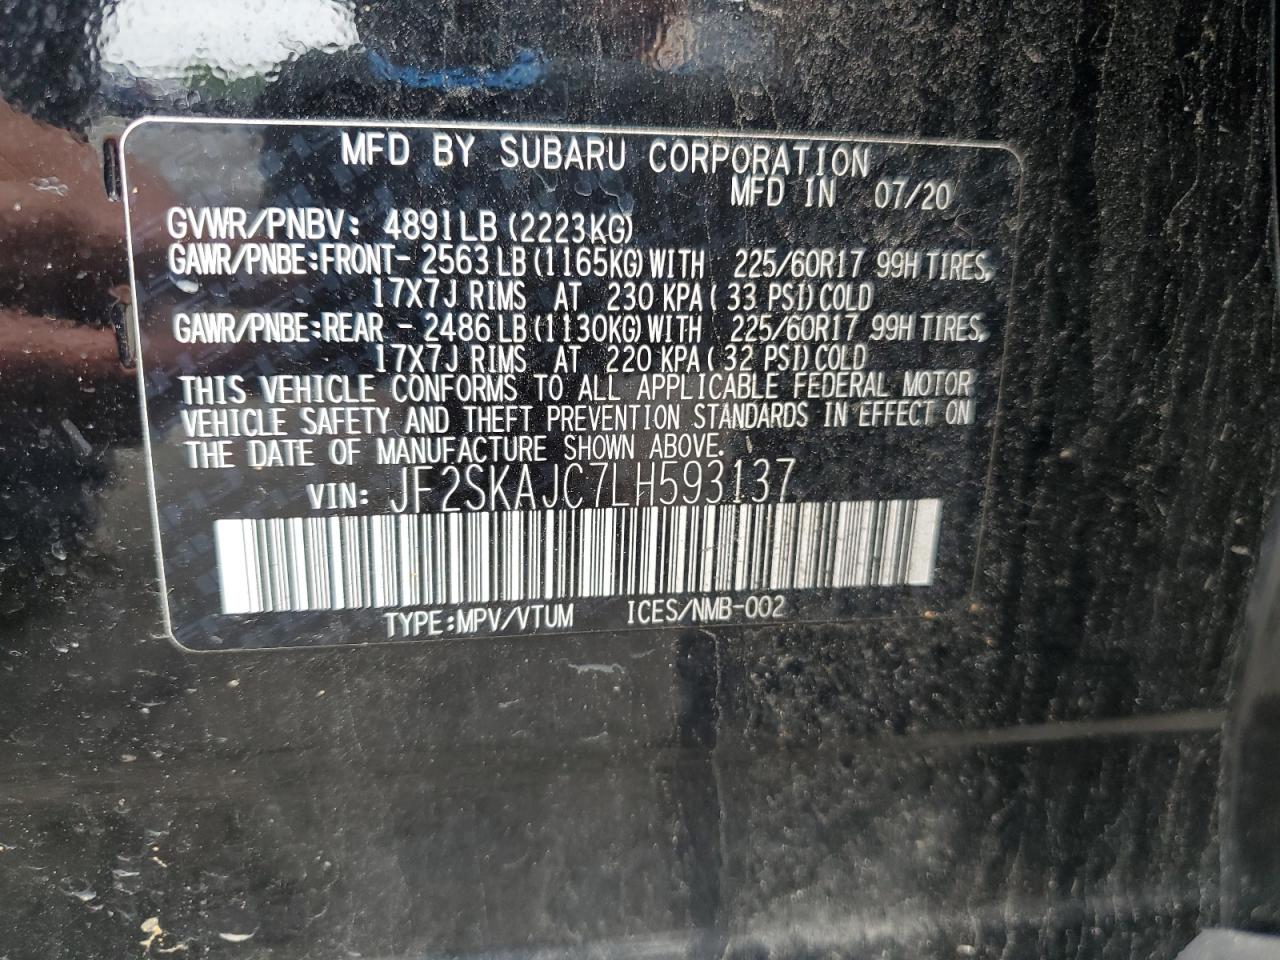 MFD BY SUBARU CORPORATION
MFD IN 07/20
GVWR/PNBV: 4891LB (2223KG)
GAWR/PNBE:FRONT- 2563 LB (1165KG) WITH 225/60R17 99H TIRES,
17X7J RIMS AT 230 KPA ( 33 PSI) COLD
GAWR/PNBE:REAR - 2486 LB (1130KG) WITH 225/60R17 99H TIRES,
17X7J RIMS AT 220 KPA ( 32 PSI) COLD
THIS VEHICLE CONFORMS TO ALL APPLICABLE FEDERAL MOTOR
VEHICLE SAFETY AND THEFT PREVENTION STANDARDS IN EFFECT ON
THE DATE OF MANUFACTURE SHOWN ABOVE.
VIN: JF2SKAJC7LH593137
TYPE:MPV/VTUM ICES/NMB-002